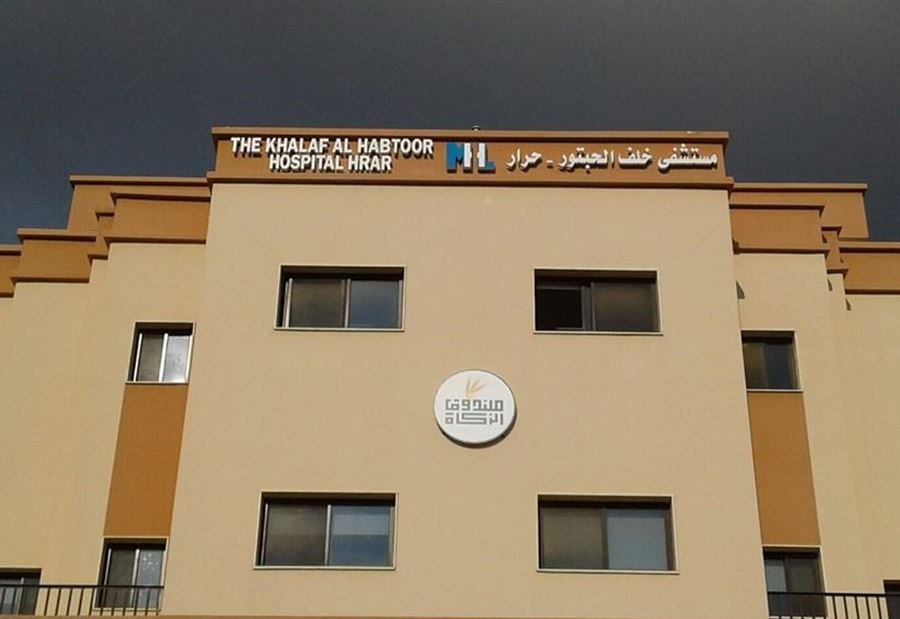 THE KHALAF AL HABTOOR
HOSPITAL HRAR
MHL
مستشفى خلف الحبتور - حرار
صندوق
الزكاة